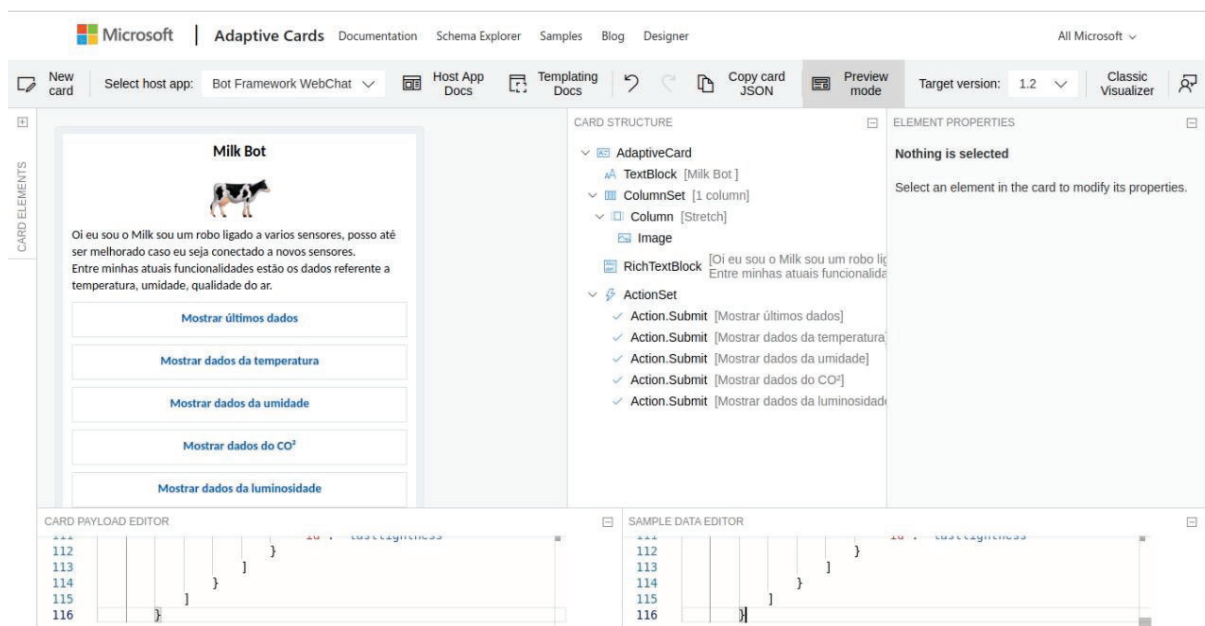 Microsoft | Adaptive Cards Documentation Schema Explorer Samples Blog Designer All Microsoft
New card Select host app: Bot Framework WebChat Host App Docs Templating Docs Copy card JSON Preview mode Target version: 1.2 Classic Visualizer
CARD ELEMENTS
Milk Bot
Oi eu sou o Milk sou um robo ligado a varios sensores, posso até
ser melhorado caso eu seja conectado a novos sensores.
Entre minhas atuais funcionalidades estão os dados referente a
temperatura, umidade, qualidade do ar.
Mostrar últimos dados
Mostrar dados da temperatura
Mostrar dados da umidade
Mostrar dados do CO²
Mostrar dados da luminosidade
CARD STRUCTURE
AdaptiveCard
TextBlock [Milk Bot ]
ColumnSet [1 column]
Column [Stretch]
Image
RichTextBlock [Oi eu sou o Milk sou um robo lig
Entre minhas atuais funcionalida
ActionSet
Action.Submit [Mostrar últimos dados]
Action.Submit [Mostrar dados da temperatura]
Action.Submit [Mostrar dados da umidade]
Action.Submit [Mostrar dados do CO²]
Action.Submit [Mostrar dados da luminosidade
ELEMENT PROPERTIES
Nothing is selected
Select an element in the card to modify its properties.
CARD PAYLOAD EDITOR
112 }
113 ]
114 }
115 ]
116 }
SAMPLE DATA EDITOR
112 }
113 ]
114 }
115 ]
116 }